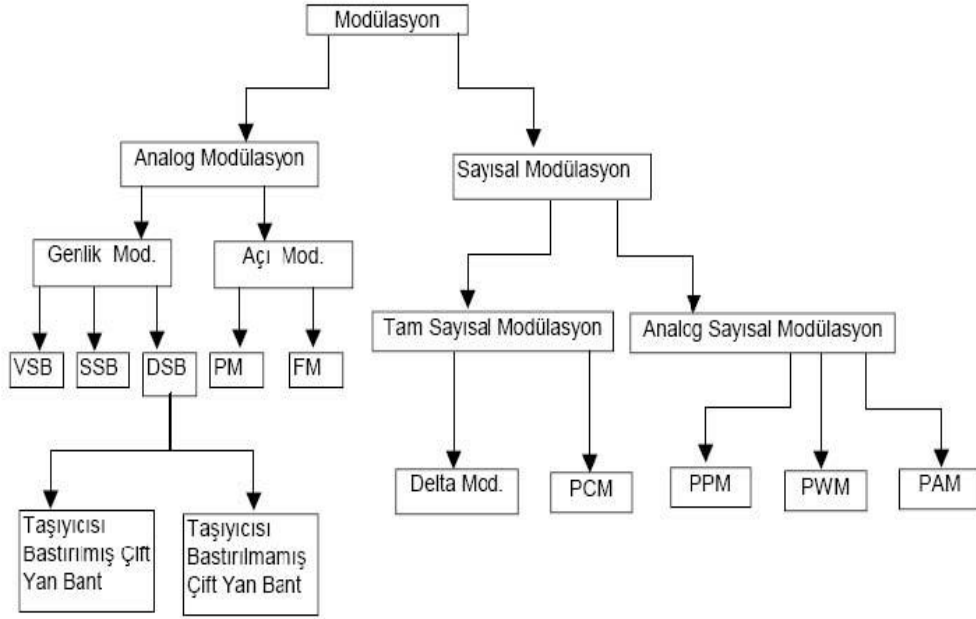 Modülasyon
Analog Modülasyon
Sayısal Modülasyon
Genlik Mod.
Açı Mod.
Tam Sayısal Modülasyon
Analog Sayısal Modülasyon
VSB
SSB
DSB
PM
FM
Delta Mod.
PCM
PPM
PWM
PAM
Taşıyıcısı
Bastırılmış Çift
Yan Bant
Taşıyıcısı
Bastırılmamış
Çift Yan Bant